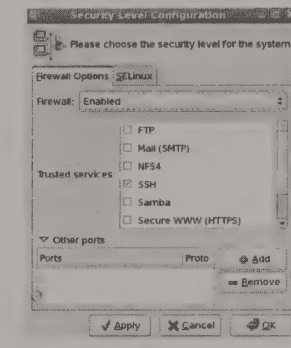 Security Level Configuration
Please choose the security level for the system
Firewall Options SELinux
Firewall: Enabled
FTP
Mail (SMTP)
NFS4
Trusted services: SSH
Samba
Secure WWW (HTTPS)
Other ports
Ports Proto
Add
Remove
Apply Cancel OK